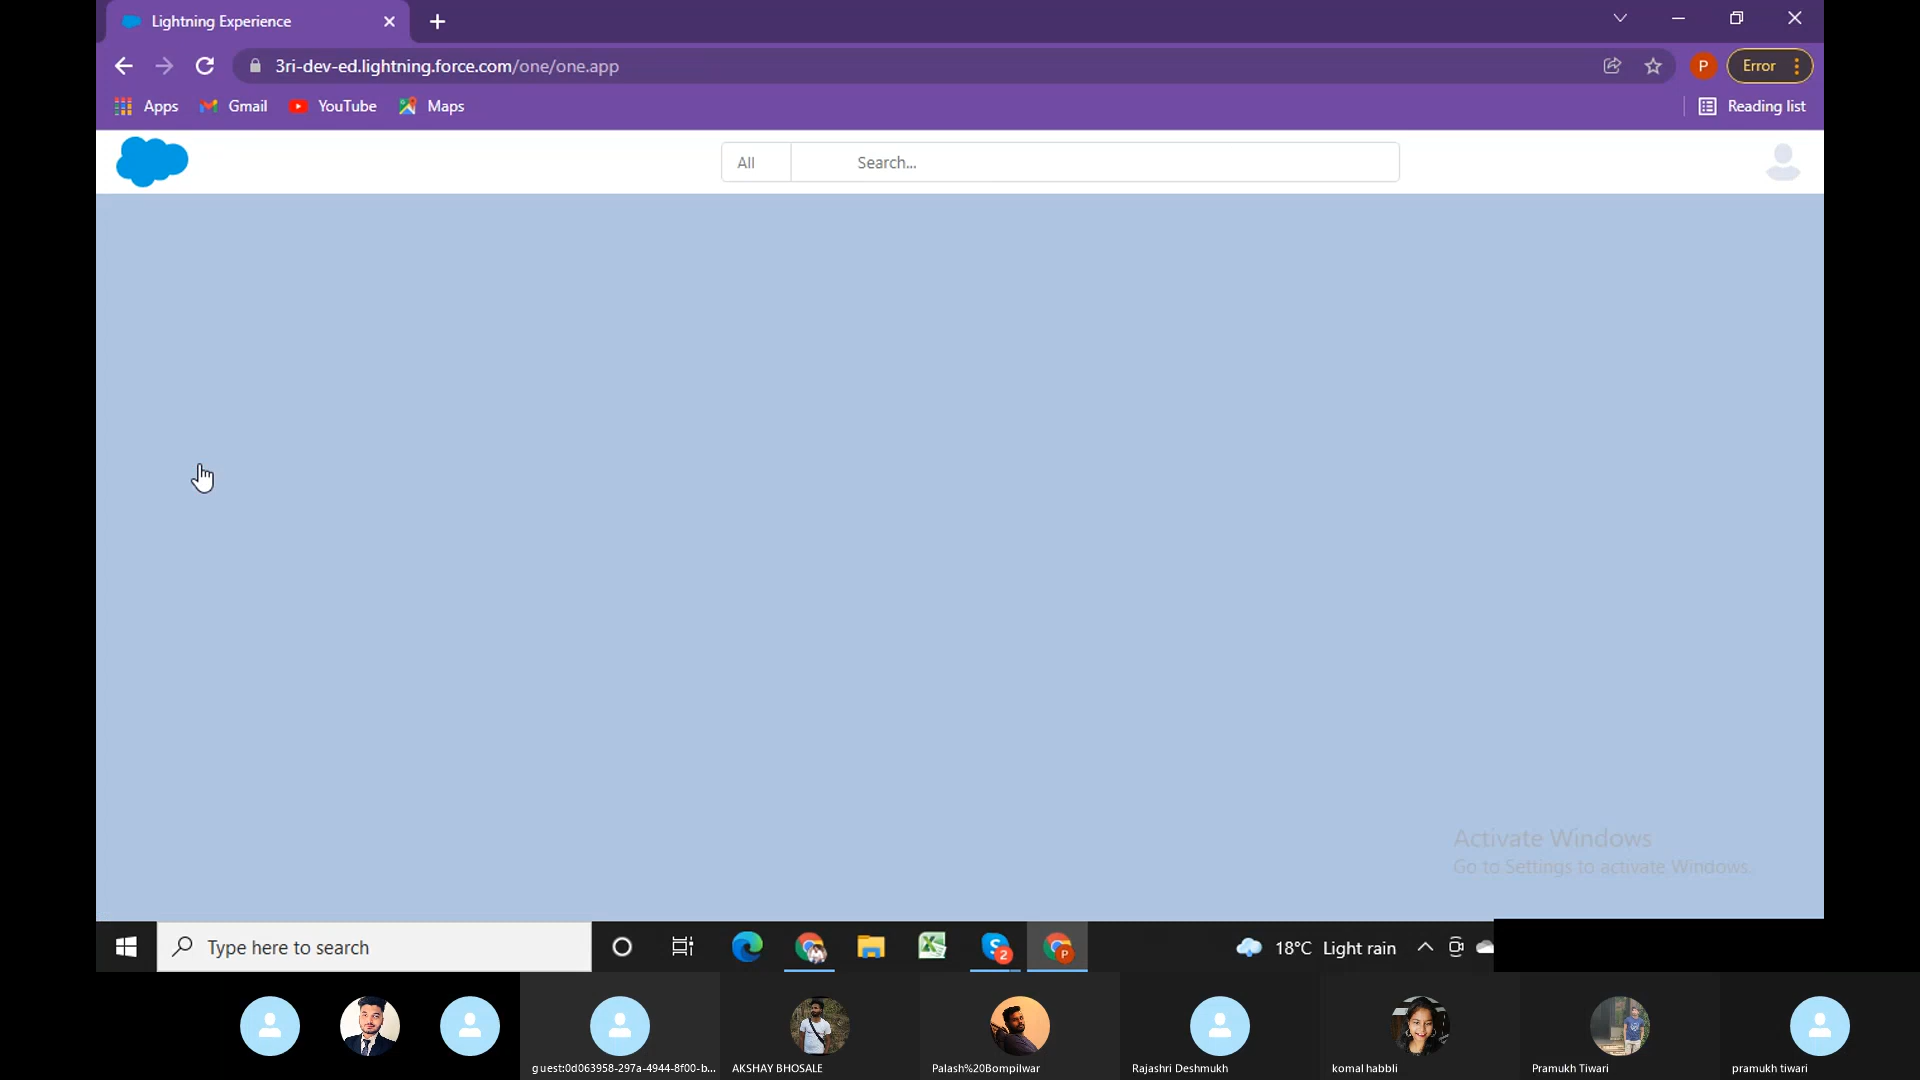 Lightning Experience
3ri-dev-ed.lightning.force.com/one/one.app
P
Error
Apps
Gmail
YouTube
Maps
Reading list
All
Search...
Activate Windows
Go to Settings to activate Windows.
Type here to search
2
P
18°C Light rain
guest:0d063958-297a-4944-8f00-b...
AKSHAY BHOSALE
Palash%20Bompilwar
Rajashri Deshmukh
komal habbli
Pramukh Tiwari
pramukh tiwari